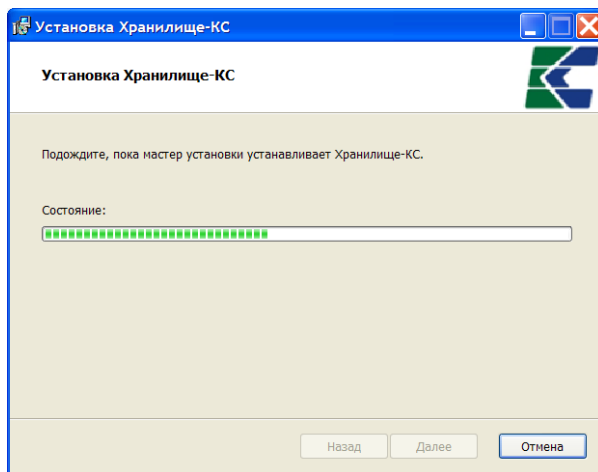 Установка Хранилище-КС
Установка Хранилище-КС
Подождите, пока мастер установки устанавливает Хранилище-КС.
Состояние:
Назад Далее Отмена